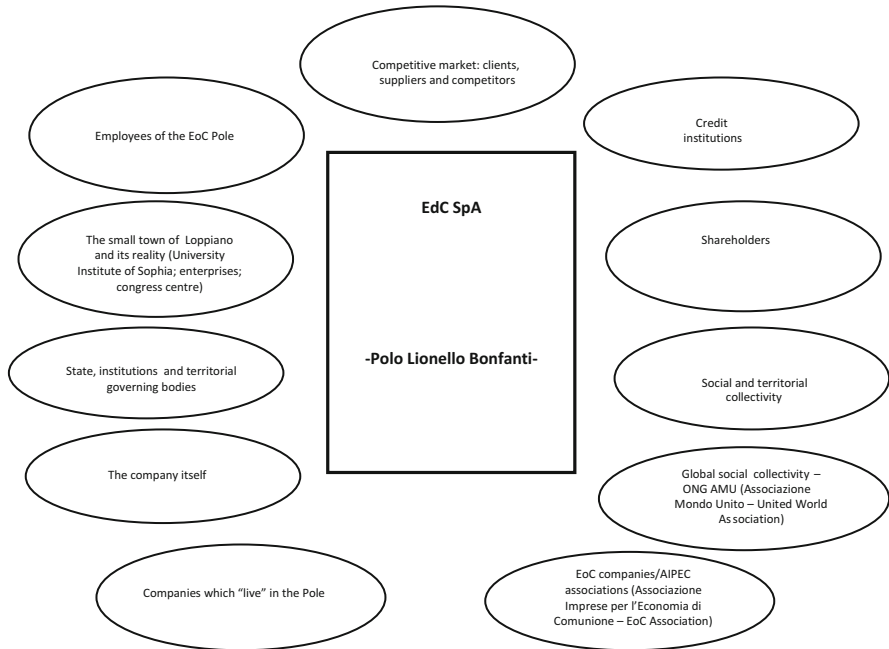 Competitive market: clients,
suppliers and competitors
Employees of the EoC Pole
Credit
institutions
EdC SpA
The small town of Loppiano
and its reality (University
Institute of Sophia; enterprises;
congress centre)
Shareholders
-Polo Lionello Bonfanti-
State, institutions and territorial
governing bodies
Social and territorial
collectivity
The company itself
Global social collectivity –
ONG AMU (Associazione
Mondo Unito – United World
Association)
Companies which “live” in the Pole
EoC companies/AIPEC
associations (Associazione
Imprese per l’Economia di
Comunione – EoC Association)